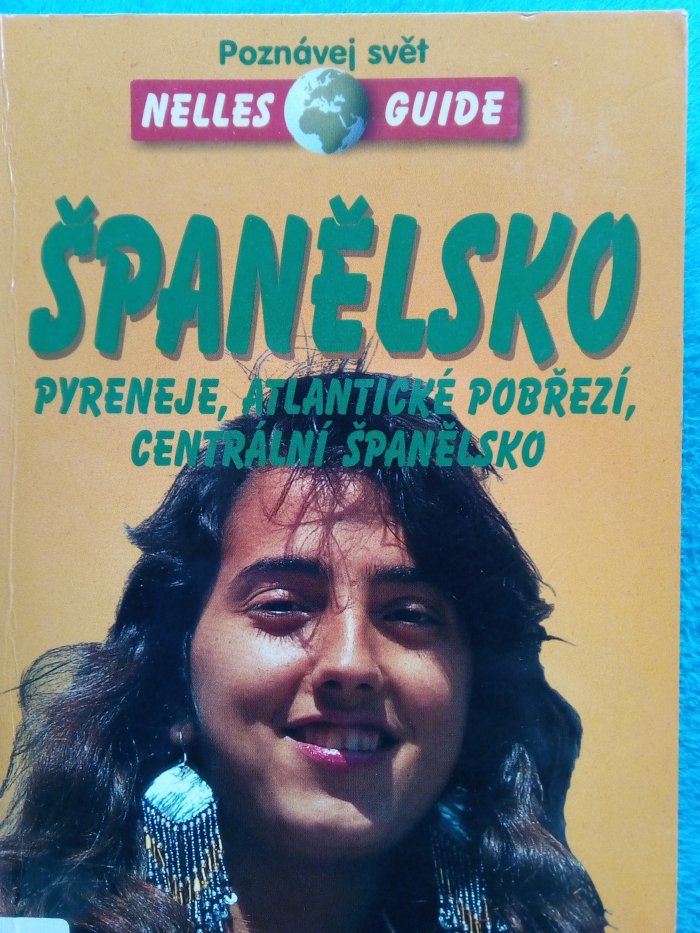 Poznávej svět
NELLES GUIDE
ŠPANĚLSKO
PYRENEJE, ATLANTICKÉ POBŘEZÍ,
CENTRÁLNÍ ŠPANĚLSKO